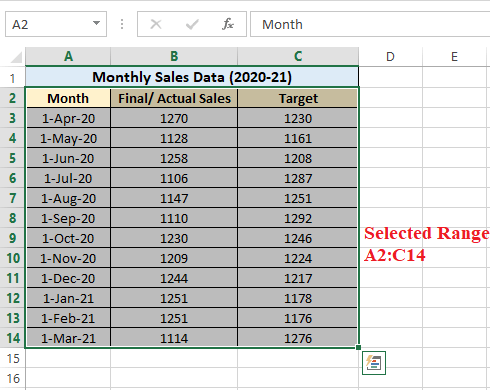 A2 fx Month
A B C D E
1 Monthly Sales Data (2020-21)
2 Month Final/ Actual Sales Target
3 1-Apr-20 1270 1230
4 1-May-20 1128 1161
5 1-Jun-20 1258 1208
6 1-Jul-20 1106 1287
7 1-Aug-20 1147 1251
8 1-Sep-20 1110 1292
9 1-Oct-20 1230 1246 Selected Range
10 1-Nov-20 1209 1224 A2:C14
11 1-Dec-20 1244 1217
12 1-Jan-21 1251 1178
13 1-Feb-21 1251 1176
14 1-Mar-21 1114 1276
15
16